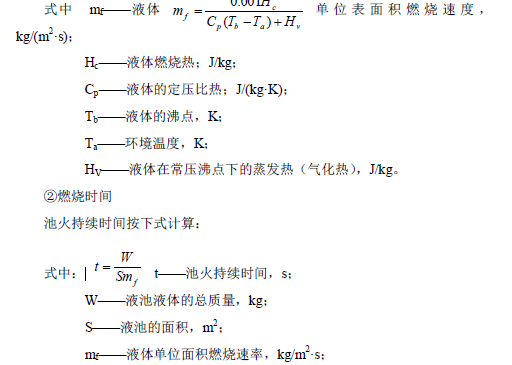 式中 mf——液体 m_f = 0.001H_c / (C_p(T_b − T_a) + H_v) 单位表面积燃烧速度，
kg/(m²·s)；
Hc——液体燃烧热；J/kg；
Cp——液体的定压比热；J/(kg·K)；
Tb——液体的沸点，K；
Ta——环境温度，K；
HV——液体在常压沸点下的蒸发热（气化热），J/kg。
②燃烧时间
池火持续时间按下式计算：
式中： t = W / (Sm_f) t——池火持续时间，s；
W——液池液体的总质量，kg；
S——液池的面积，m²；
mf——液体单位面积燃烧速率，kg/m²·s；